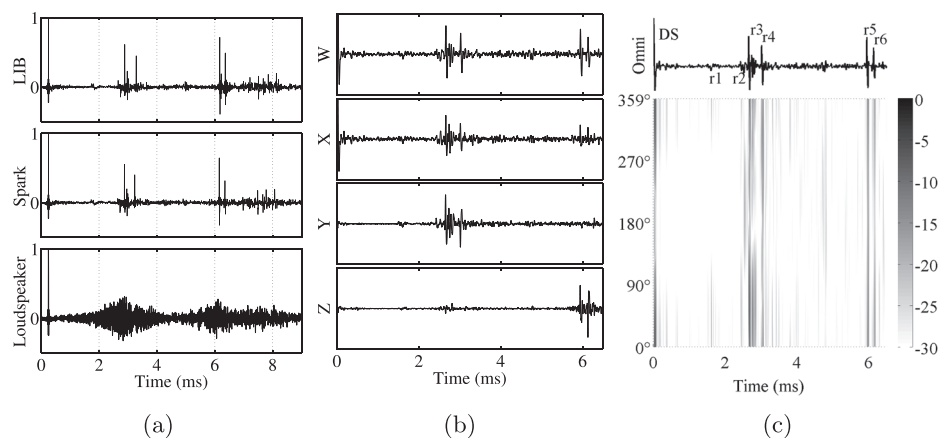 1
LIB
0
1
Spark
0
1
Loudspeaker
0
0 2 4 6 8
Time (ms)
(a)
W
X
Y
Z
0 2 4 6
Time (ms)
(b)
Omni
DS
r1
r2
r3
r4
r5
r6
359°
270°
180°
90°
0°
0 2 4 6
Time (ms)
0
-5
-10
-15
-20
-25
-30
(c)